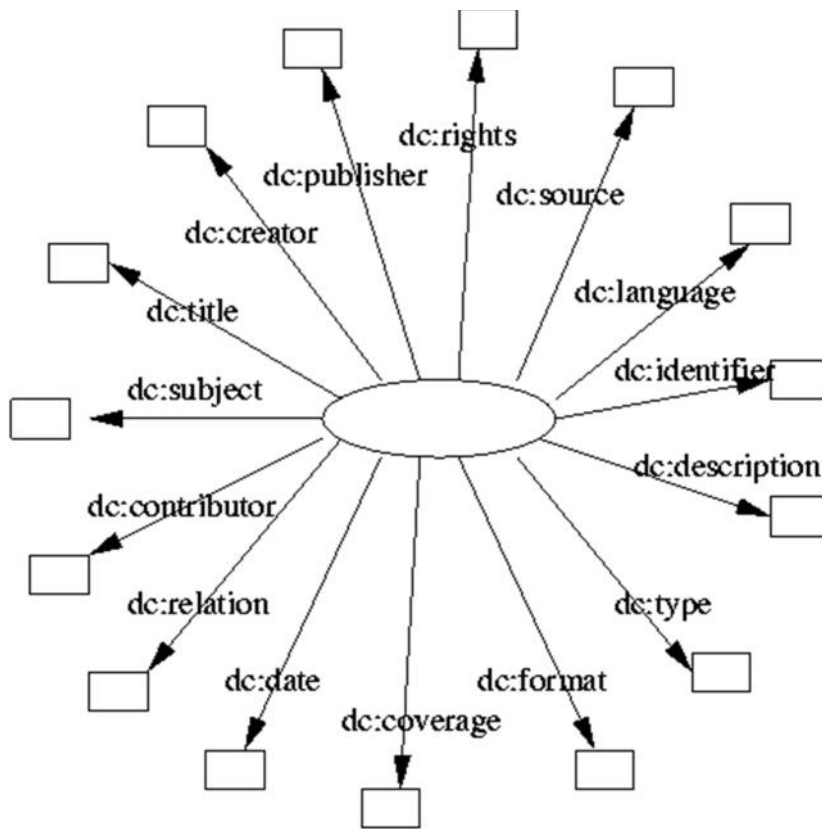 dc:rights
dc:publisher
dc:source
dc:creator
dc:language
dc:title
dc:identifier
dc:subject
dc:description
dc:contributor
dc:relation
dc:type
dc:date
dc:format
dc:coverage